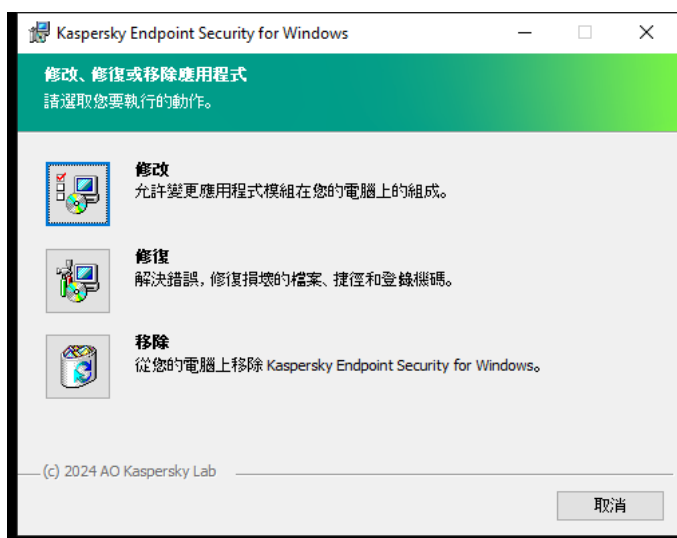 Kaspersky Endpoint Security for Windows
修改、修復或移除應用程式
請選取您要執行的動作。
修改
允許變更應用程式模組在您的電腦上的組成。
修復
解決錯誤，修復損壞的檔案、捷徑和登錄機碼。
移除
從您的電腦上移除 Kaspersky Endpoint Security for Windows。
(c) 2024 AO Kaspersky Lab
取消